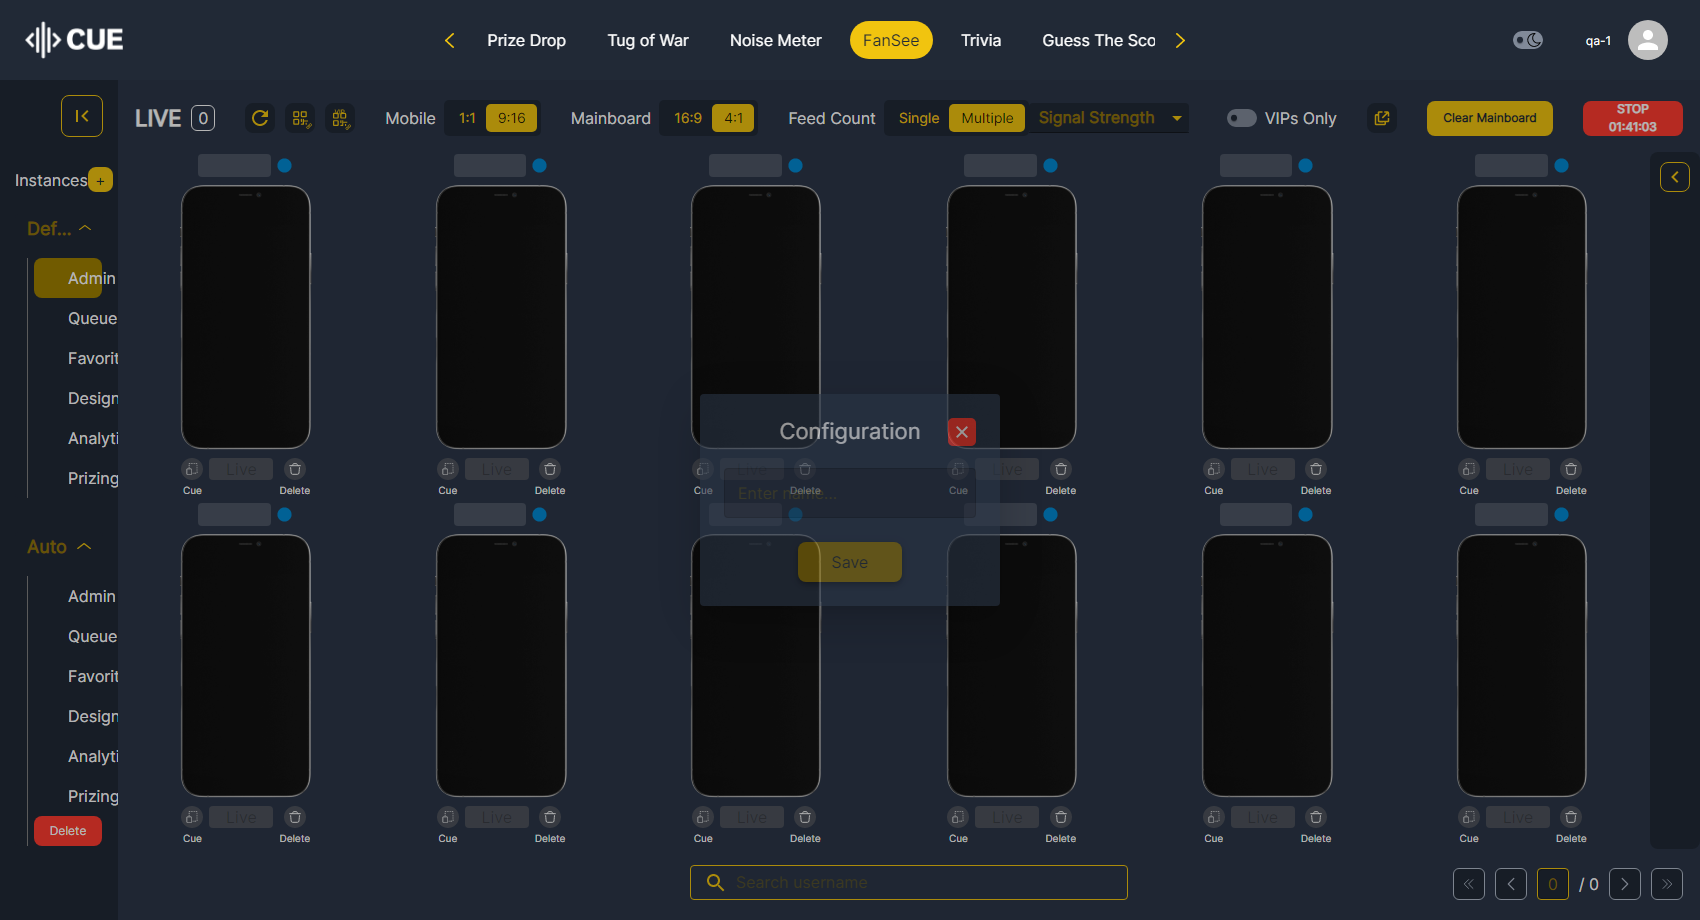 CUE
Prize Drop
Tug of War
Noise Meter
FanSee
Trivia
Guess The Sco
qa-1
LIVE 0
Mobile 1:1 9:16
Mainboard 16:9 4:1
Feed Count Single Multiple Signal Strength
VIPs Only
Clear Mainboard
STOP
01:41:03
Instances +
Def...
Admin
Queue
Favorit
Design
Analyti
Prizing
Auto
Admin
Queue
Favorit
Design
Analyti
Prizing
Delete
Live
Cue Delete
Live
Cue Delete
Live
Cue Delete
Live
Cue Delete
Live
Cue Delete
Live
Cue Delete
Configuration
Enter name...
Save
Live
Cue Delete
Live
Cue Delete
Live
Cue Delete
Live
Cue Delete
Live
Cue Delete
Live
Cue Delete
Search username
0 / 0